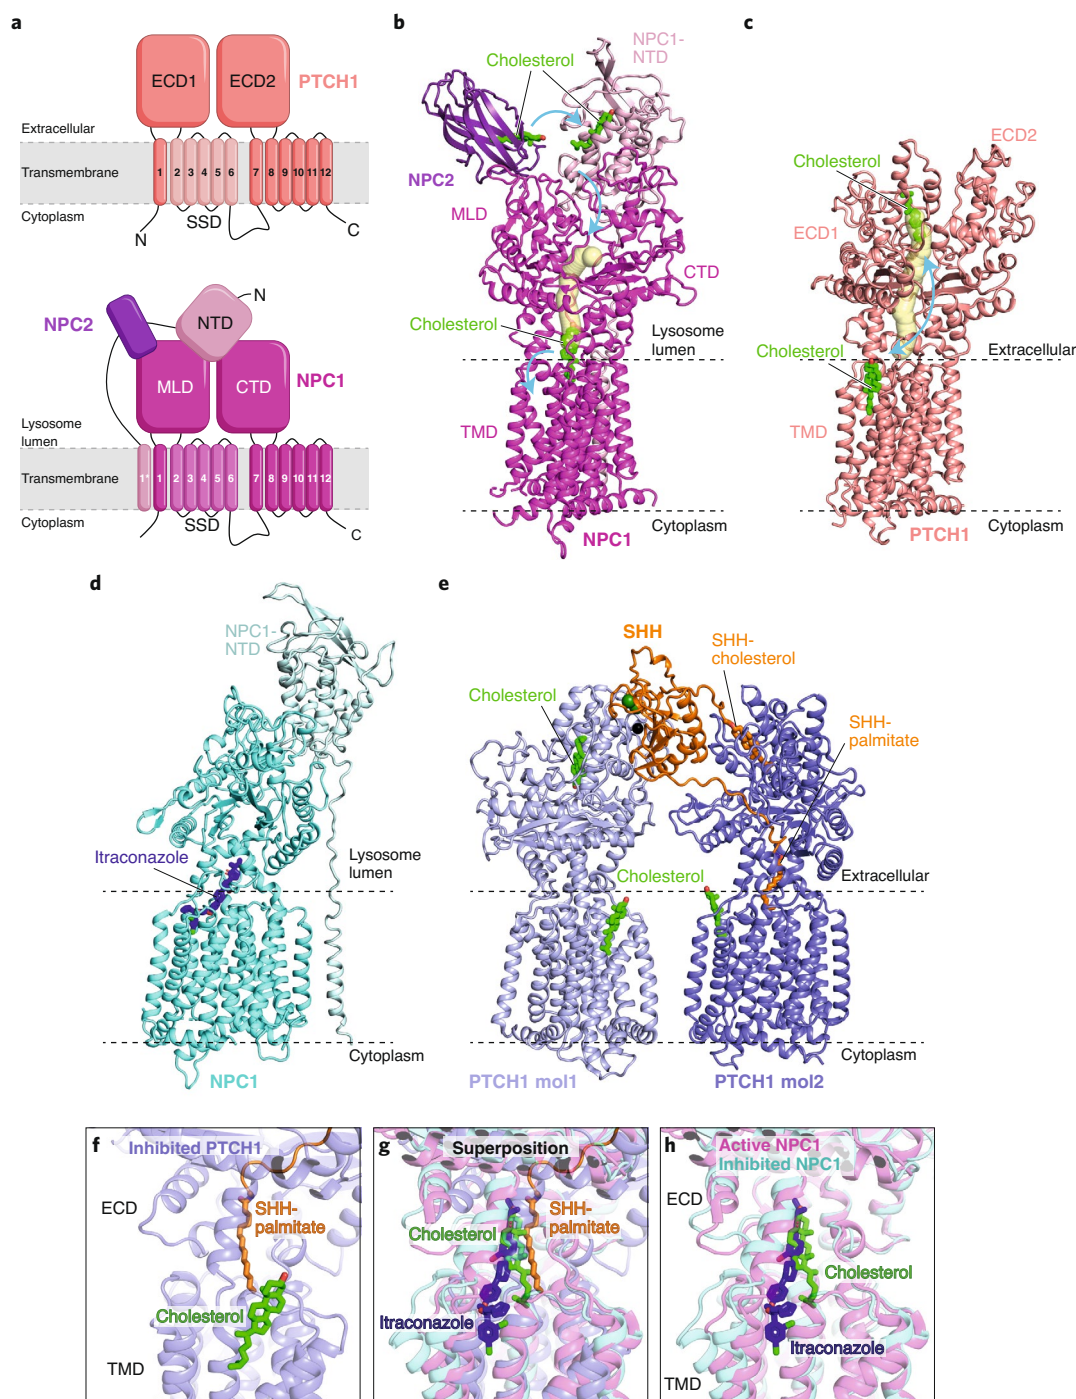 a
ECD1
ECD2
PTCH1
Extracellular
Transmembrane
1 2 3 4 5 6 7 8 9 10 11 12
Cytoplasm
SSD
N
C
N
NPC2
NTD
MLD
CTD
NPC1
Lysosome
lumen
Transmembrane
1* 1 2 3 4 5 6 7 8 9 10 11 12
Cytoplasm
SSD
C
b
NPC1-
NTD
Cholesterol
NPC2
MLD
CTD
Cholesterol
Lysosome
lumen
TMD
Cytoplasm
NPC1
c
ECD2
Cholesterol
ECD1
Cholesterol
Extracellular
TMD
Cytoplasm
PTCH1
d
NPC1-
NTD
Itraconazole
Lysosome
lumen
Cytoplasm
NPC1
e
SHH
SHH-
cholesterol
Cholesterol
SHH-
palmitate
Cholesterol
Extracellular
Cytoplasm
PTCH1 mol1
PTCH1 mol2
f
Inhibited PTCH1
ECD
SHH-
palmitate
Cholesterol
TMD
g
Superposition
Cholesterol
SHH-
palmitate
Itraconazole
h
Active NPC1
Inhibited NPC1
ECD
Cholesterol
Itraconazole
TMD